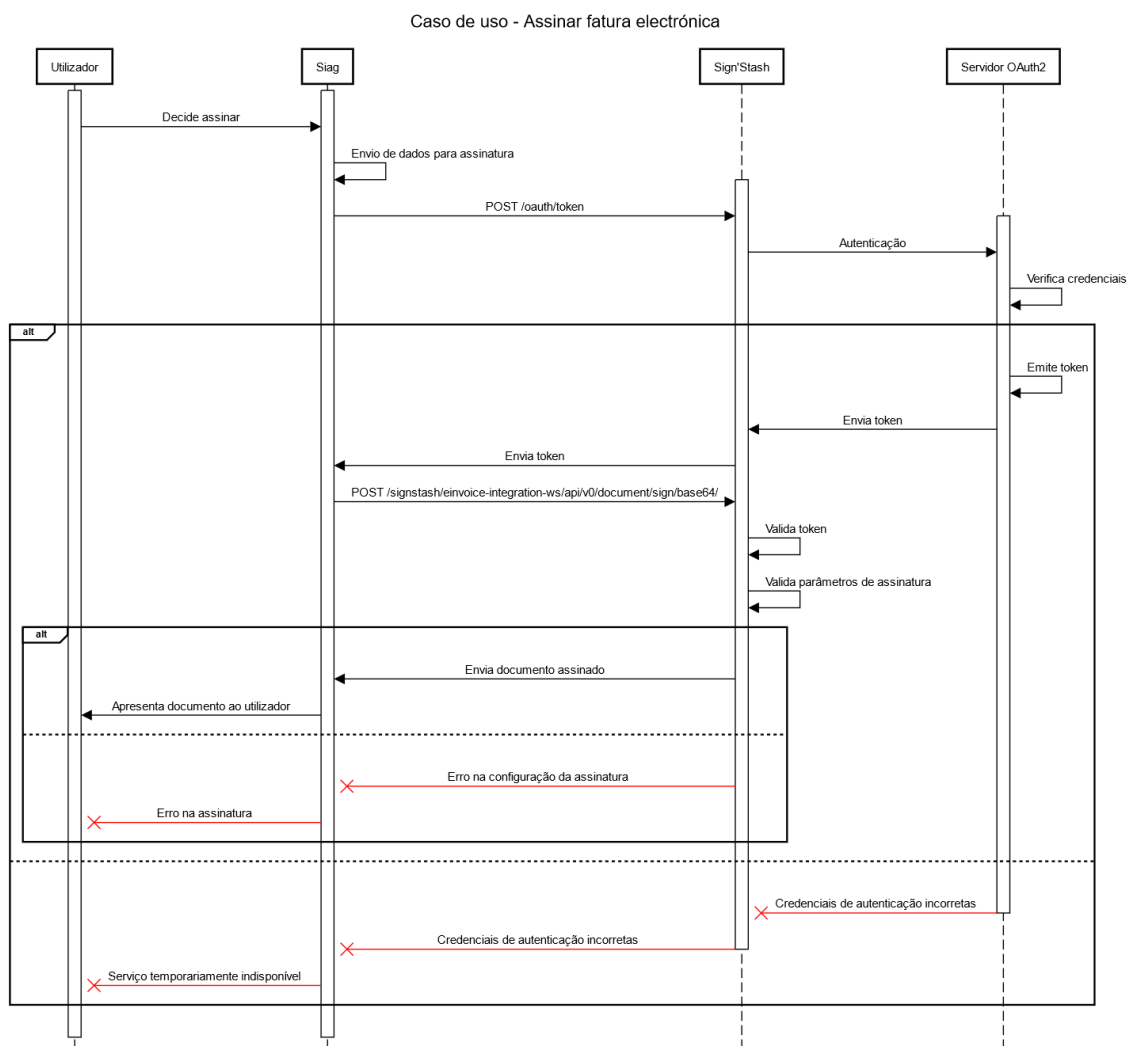 Caso de uso - Assinar fatura electrónica
Utilizador
Siag
Sign'Stash
Servidor OAuth2
Decide assinar
Envio de dados para assinatura
POST /oauth/token
Autenticação
Verifica credenciais
alt
Emite token
Envia token
Envia token
POST /signstash/einvoice-integration-ws/api/v0/document/sign/base64/
Valida token
Valida parâmetros de assinatura
alt
Envia documento assinado
Apresenta documento ao utilizador
Erro na configuração da assinatura
Erro na assinatura
Credenciais de autenticação incorretas
Credenciais de autenticação incorretas
Serviço temporariamente indisponível